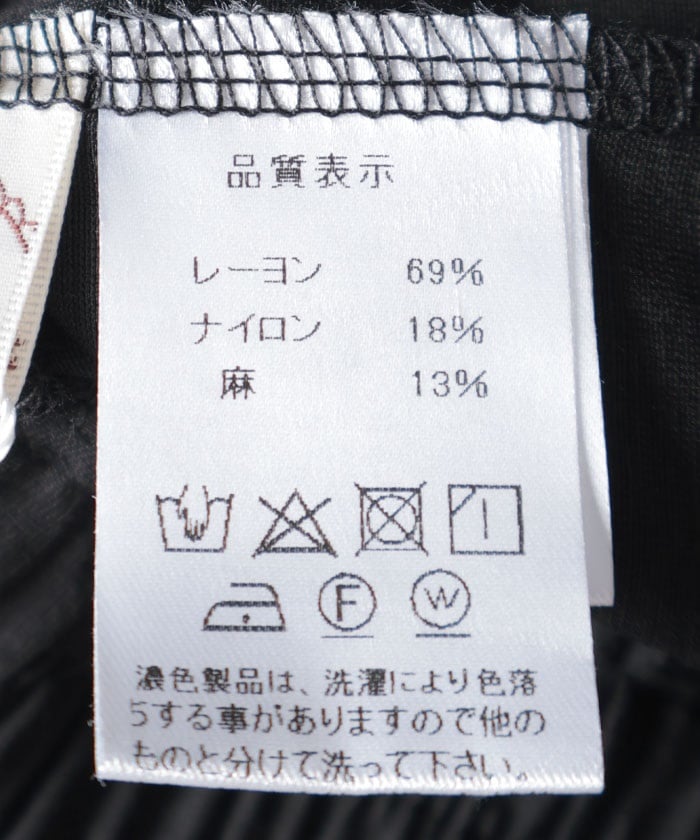 品質表示
レーヨン 69%
ナイロン 18%
麻 13%
F W
濃色製品は、洗濯により色落
ちする事がありますので他の
ものと分けて洗って下さい。